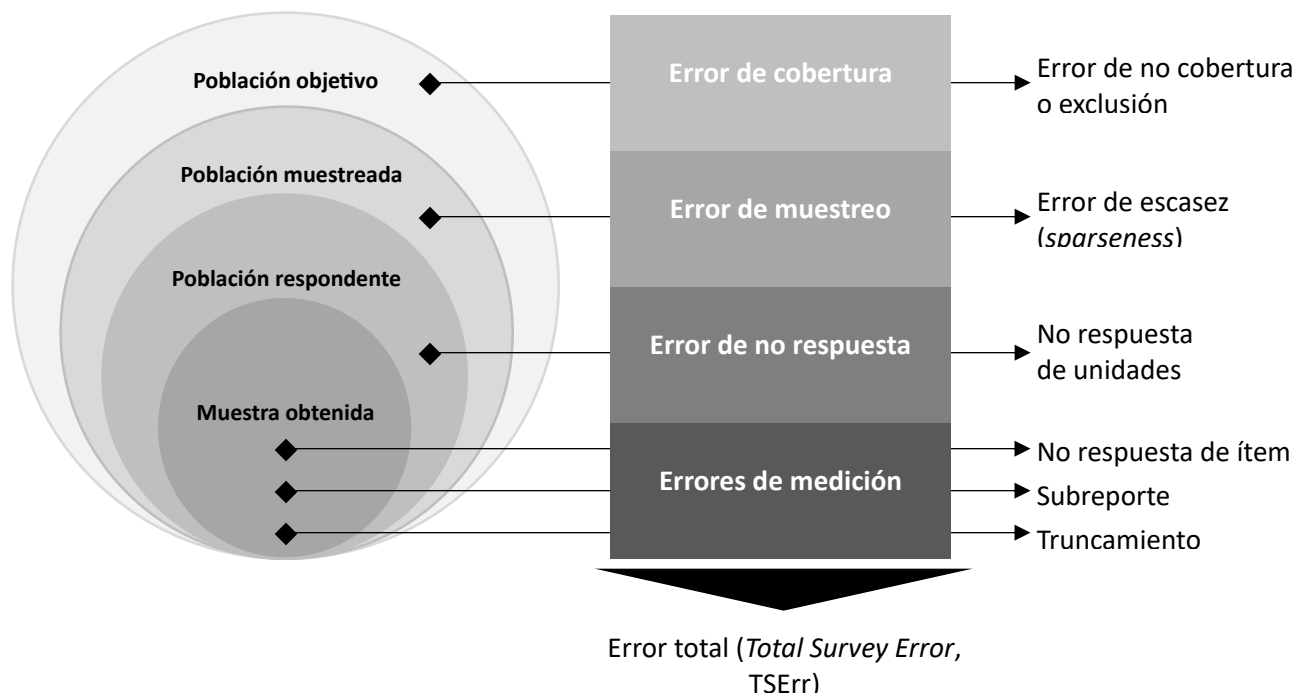 Población objetivo
Población muestreada
Población respondente
Muestra obtenida
Error de cobertura
Error de muestreo
Error de no respuesta
Errores de medición
Error de no cobertura
o exclusión
Error de escasez
(sparseness)
No respuesta
de unidades
No respuesta de ítem
Subreporte
Truncamiento
Error total (Total Survey Error,
TSErr)